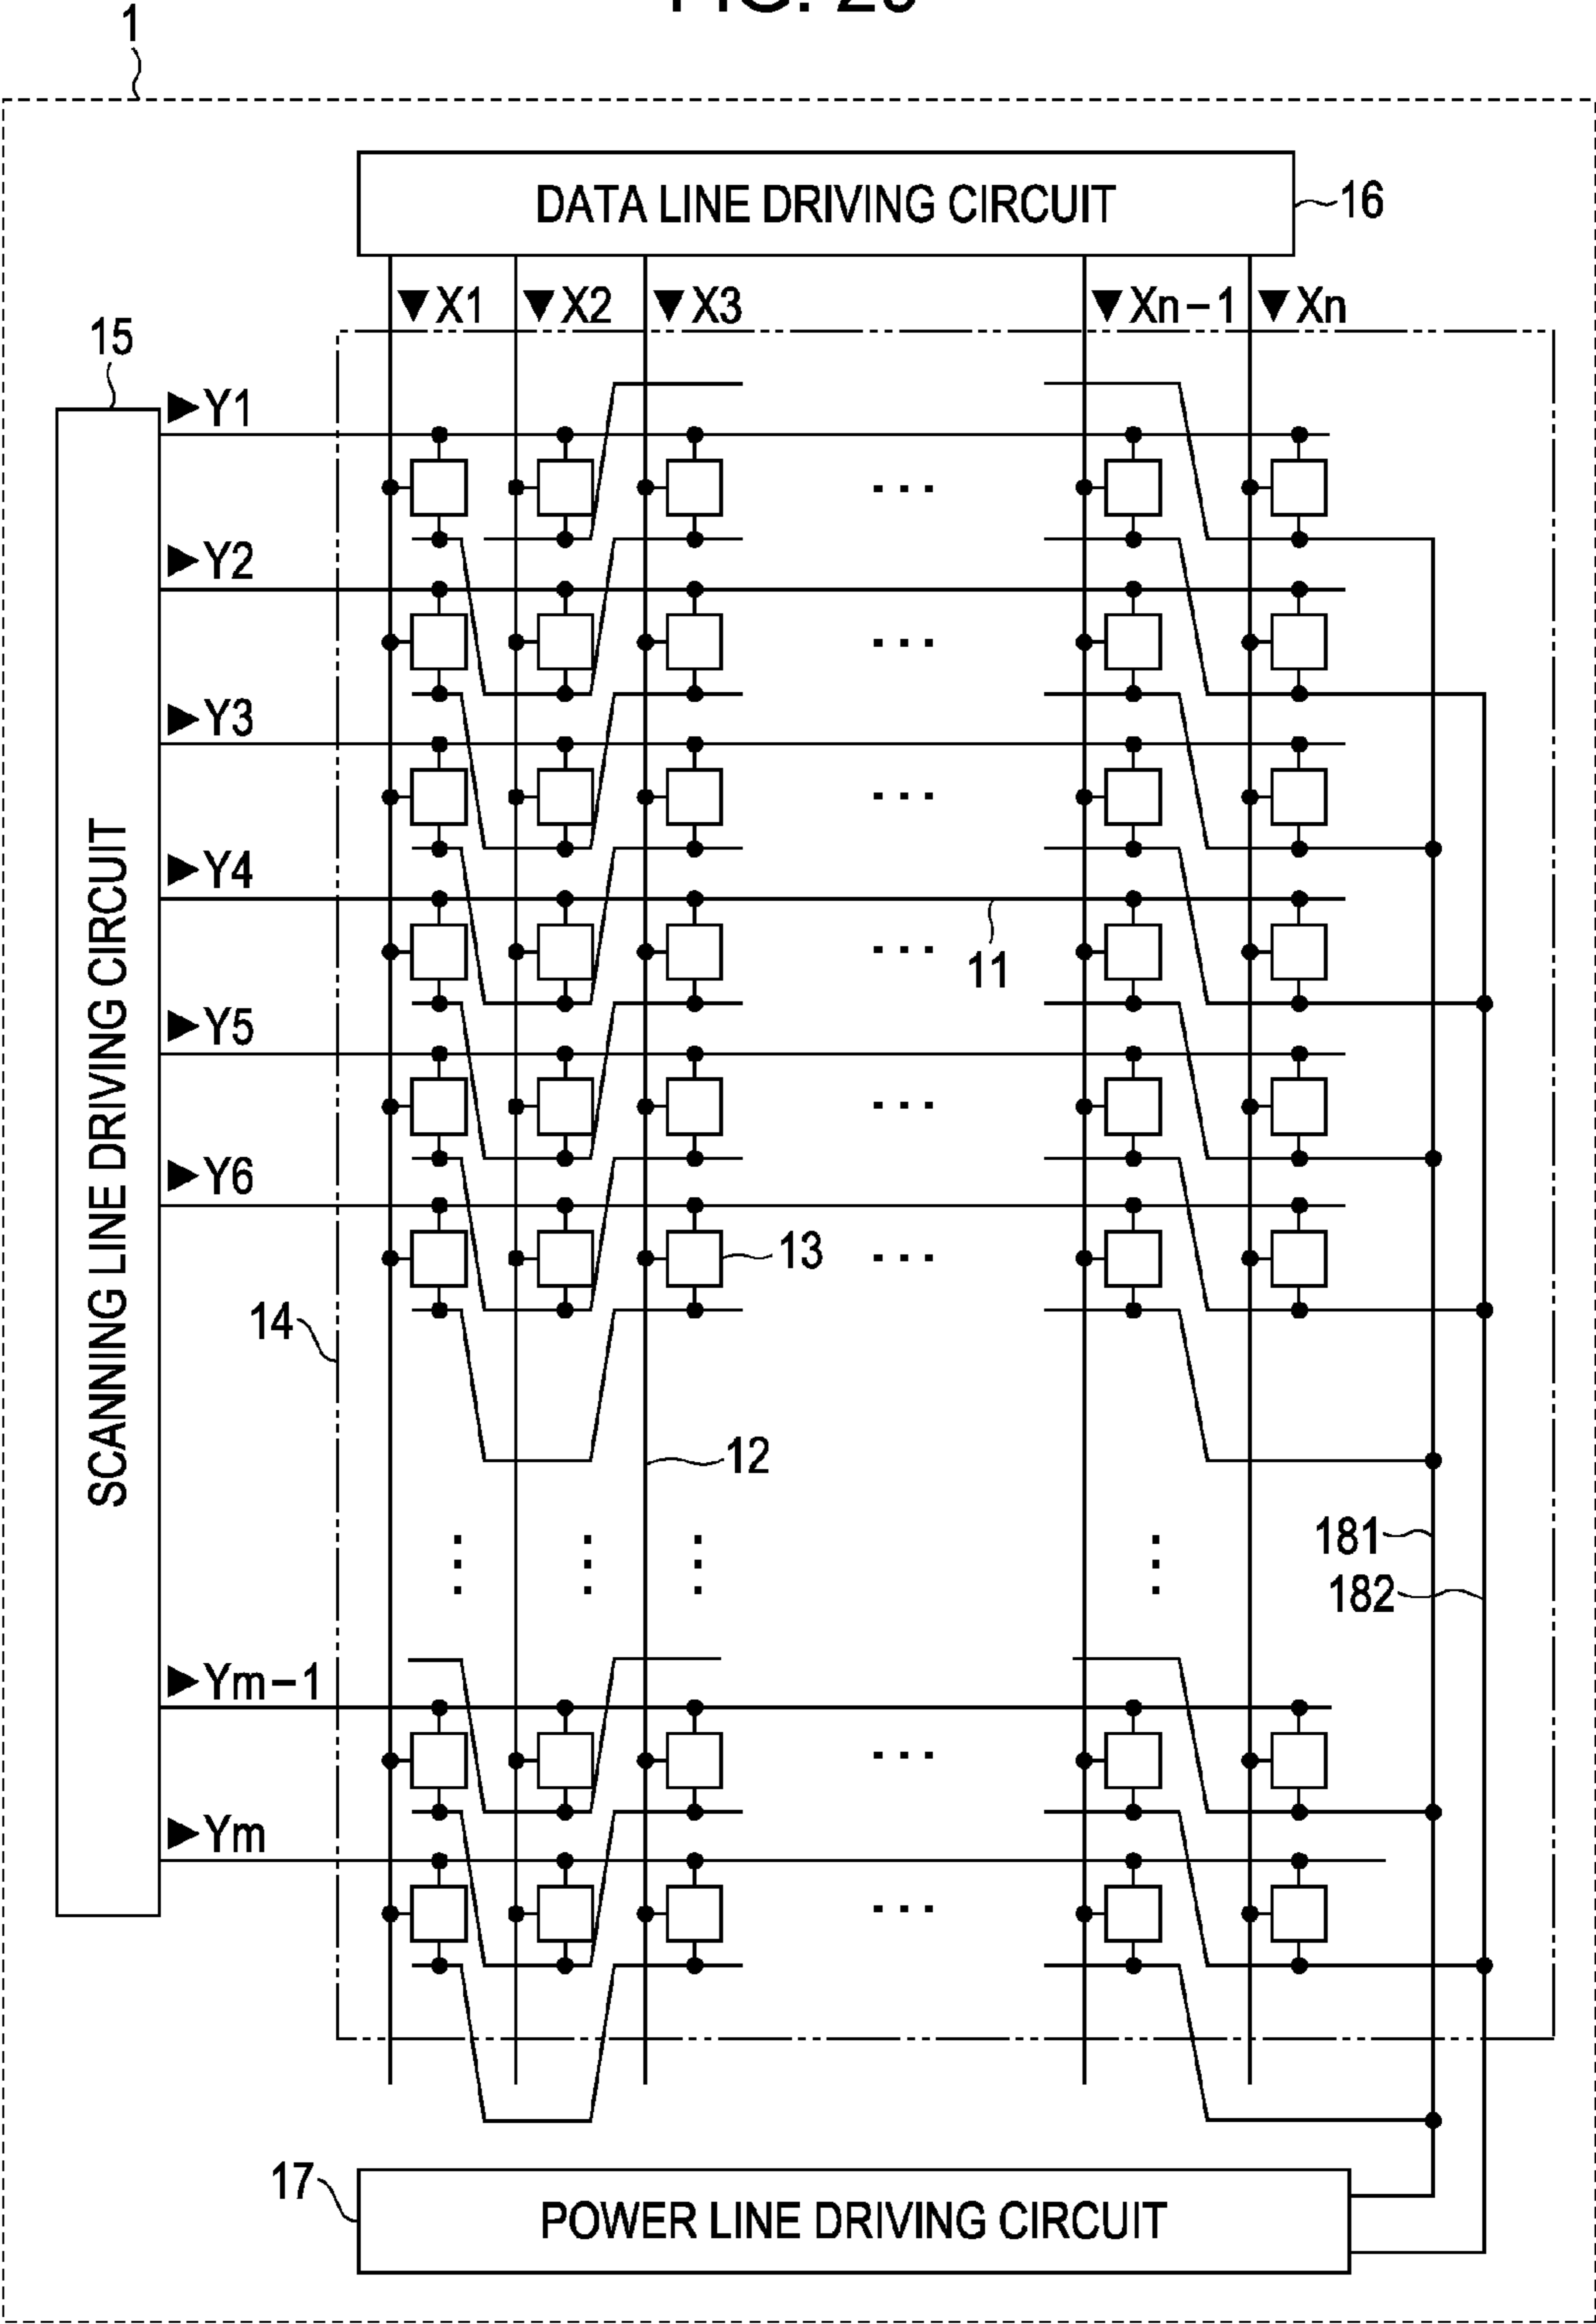 1
DATA LINE DRIVING CIRCUIT
16
▼X1 ▼X2 ▼X3 ▼Xn-1 ▼Xn
15
▶Y1
▶Y2
▶Y3
▶Y4
11
▶Y5
▶Y6
13
14
12
181
182
▶Ym-1
▶Ym
SCANNING LINE DRIVING CIRCUIT
17
POWER LINE DRIVING CIRCUIT